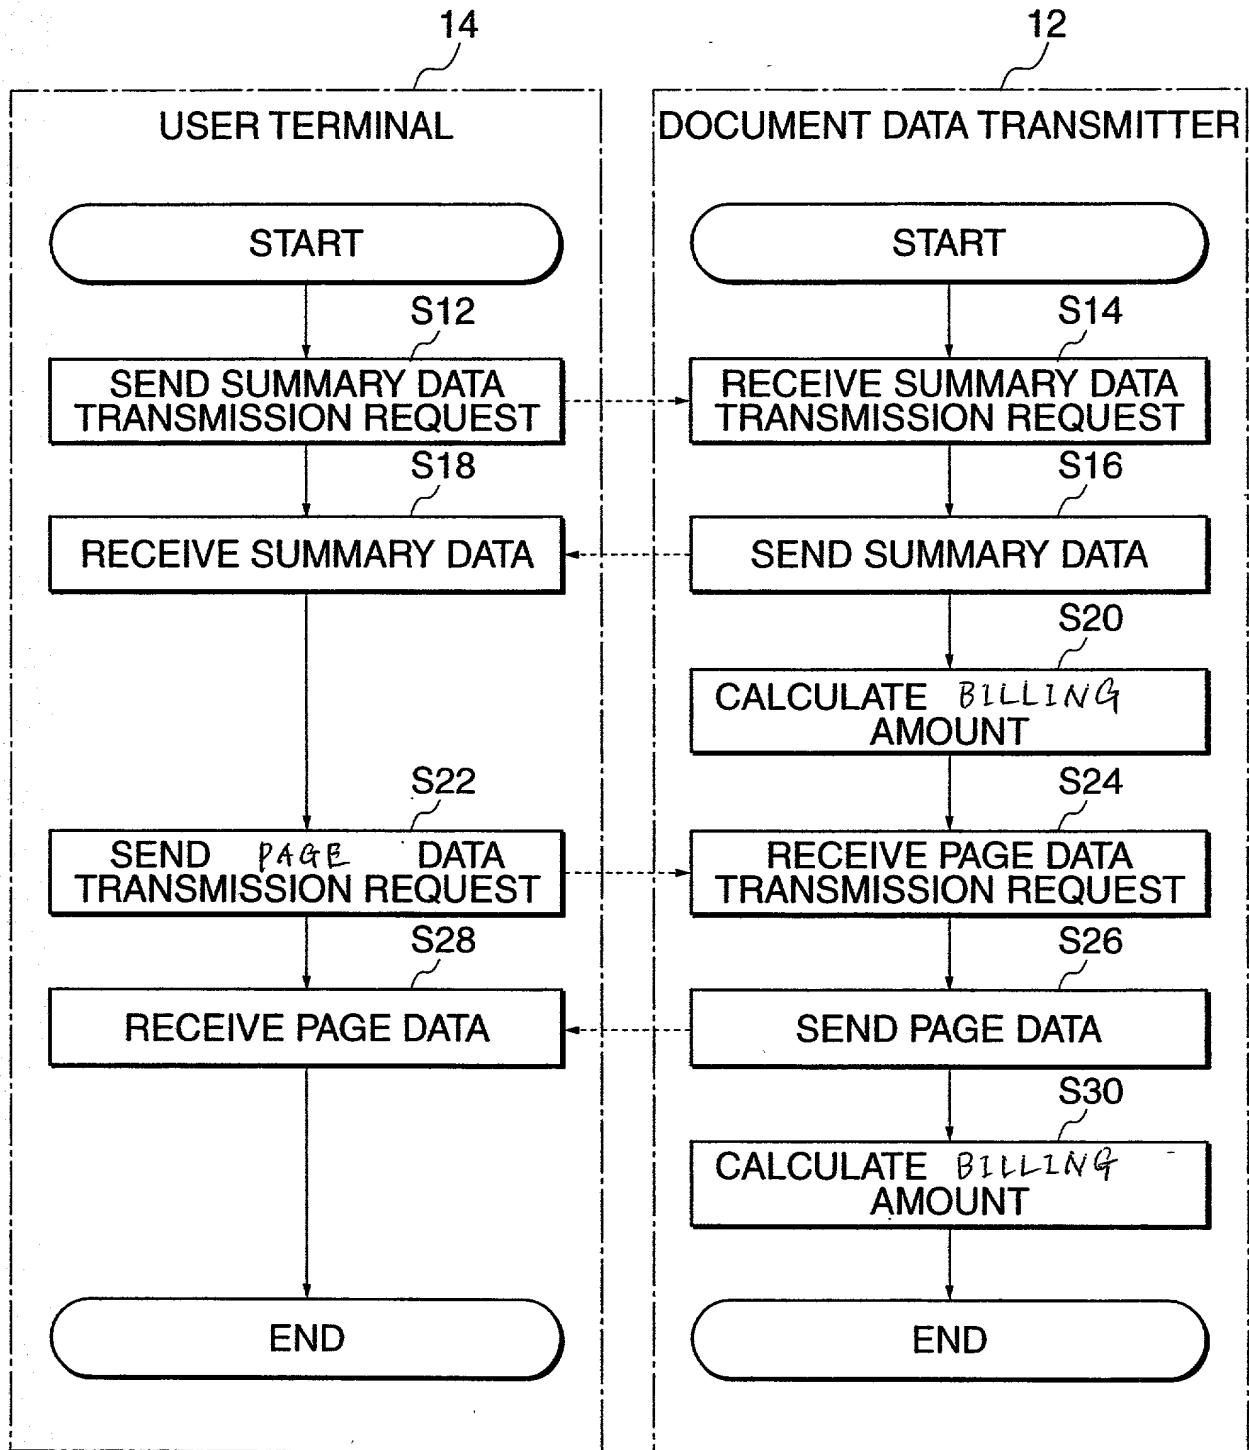 14
12
USER TERMINAL
DOCUMENT DATA TRANSMITTER
START
START
S12
S14
SEND SUMMARY DATA
TRANSMISSION REQUEST
RECEIVE SUMMARY DATA
TRANSMISSION REQUEST
S18
S16
RECEIVE SUMMARY DATA
SEND SUMMARY DATA
S20
CALCULATE BILLING
AMOUNT
S22
S24
SEND PAGE DATA
TRANSMISSION REQUEST
RECEIVE PAGE DATA
TRANSMISSION REQUEST
S28
S26
RECEIVE PAGE DATA
SEND PAGE DATA
S30
CALCULATE BILLING
AMOUNT
END
END